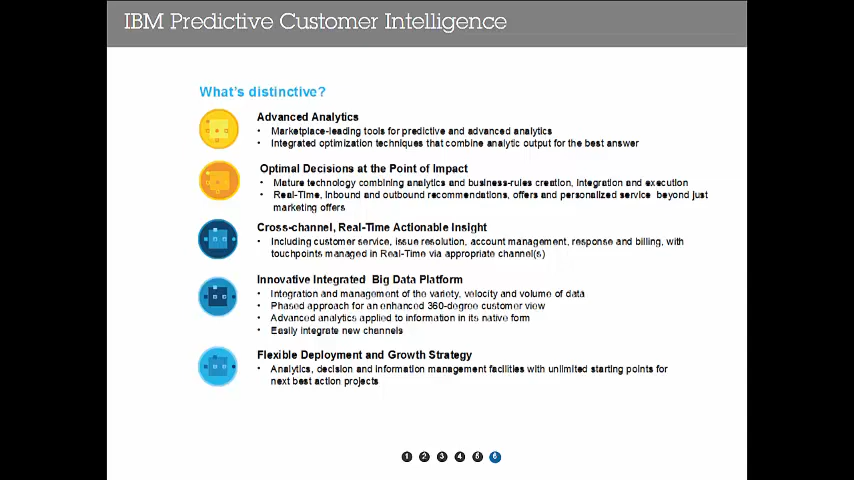 IBM Predictive Customer Intelligence
What's distinctive?
Advanced Analytics
• Marketplace-leading tools for predictive and advanced analytics
• Integrated optimization techniques that combine analytic output for the best answer
Optimal Decisions at the Point of Impact
• Mature technology combining analytics and business-rules creation, integration and execution
• Real-Time, inbound and outbound recommendations, offers and personalized service beyond just
marketing offers
Cross-channel, Real-Time Actionable Insight
• Including customer service, issue resolution, account management, response and billing, with
touchpoints managed in Real-Time via appropriate channel(s)
Innovative Integrated Big Data Platform
• Integration and management of the variety, velocity and volume of data
• Phased approach for an enhanced 360-degree customer view
• Advanced analytics applied to information in its native form
• Easily integrate new channels
Flexible Deployment and Growth Strategy
• Analytics, decision and information management facilities with unlimited starting points for
next best action projects
1 2 3 4 5 6